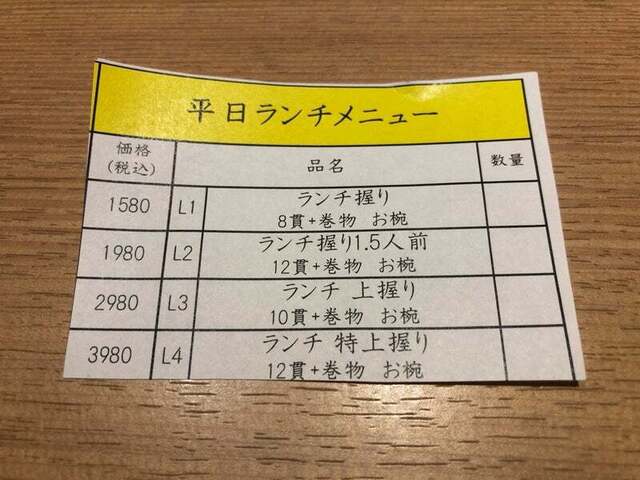 平日ランチメニュー
価格
(税込)
品名
数量
1580
L1
ランチ握り
8貫+巻物 お椀
1980
L2
ランチ握り1.5人前
12貫+巻物 お椀
2980
L3
ランチ 上握り
10貫+巻物 お椀
3980
L4
ランチ 特上握り
12貫+巻物 お椀